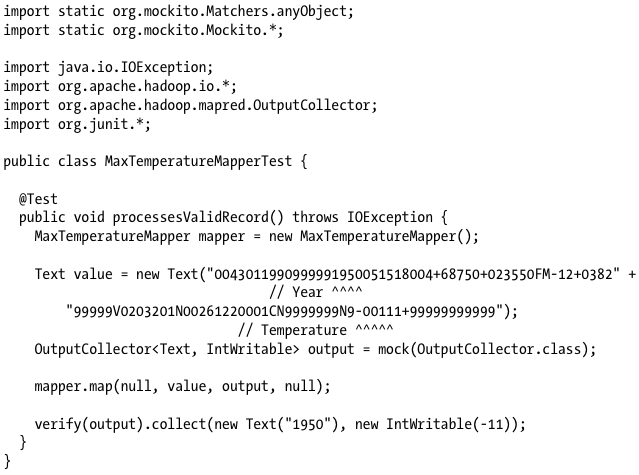 import static org.mockito.Matchers.anyObject;
import static org.mockito.Mockito.*;

import java.io.IOException;
import org.apache.hadoop.io.*;
import org.apache.hadoop.mapred.OutputCollector;
import org.junit.*;

public class MaxTemperatureMapperTest {

  @Test
  public void processesValidRecord() throws IOException {
    MaxTemperatureMapper mapper = new MaxTemperatureMapper();

    Text value = new Text("0043011990999991950051518004+68750+023550FM-12+0382" +
                                  // Year ^^^^
        "99999V0203201N00261220001CN9999999N9-00111+99999999999");
                              // Temperature ^^^^^
    OutputCollector<Text, IntWritable> output = mock(OutputCollector.class);

    mapper.map(null, value, output, null);

    verify(output).collect(new Text("1950"), new IntWritable(-11));
  }
}